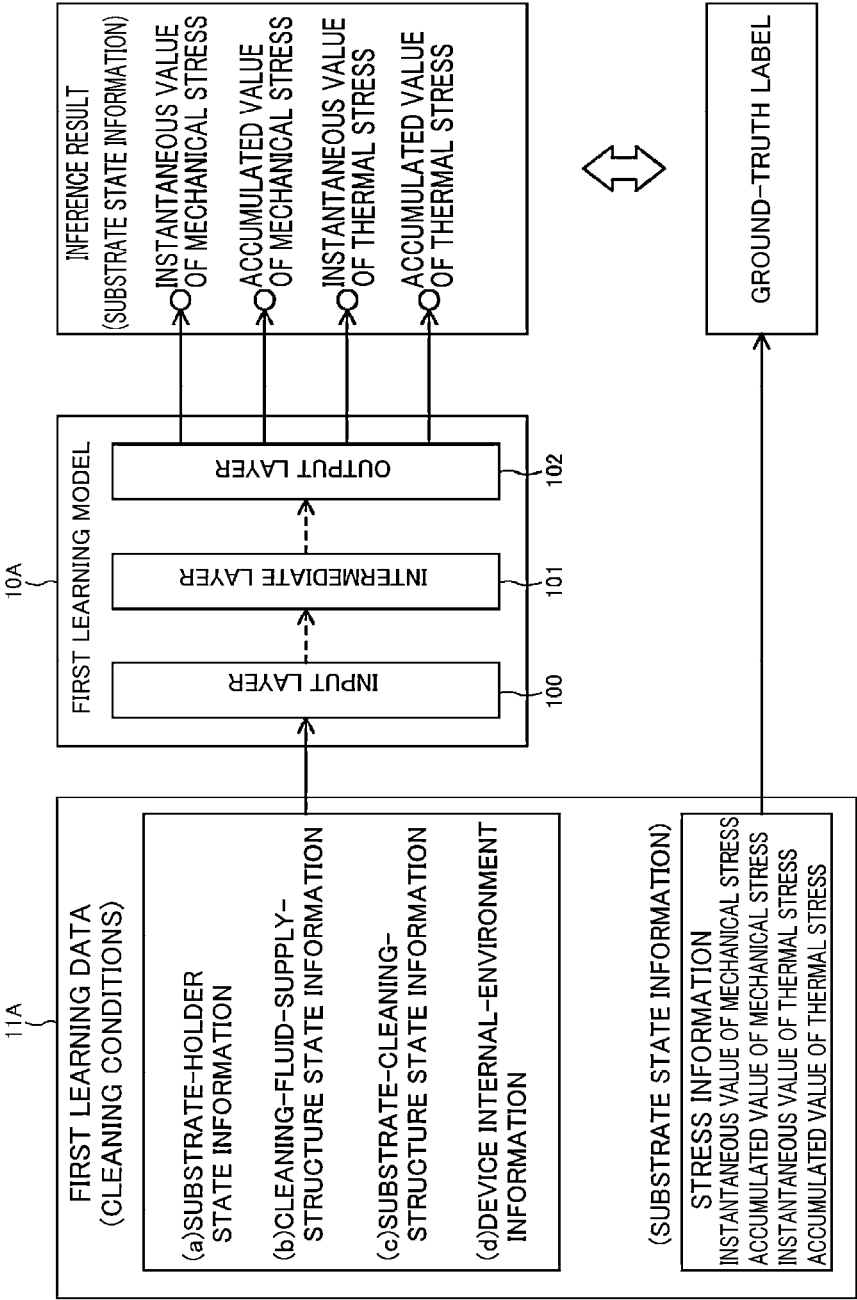 11A
FIRST LEARNING DATA
(CLEANING CONDITIONS)
(a)SUBSTRATE-HOLDER
STATE INFORMATION
(b)CLEANING-FLUID-SUPPLY-
STRUCTURE STATE INFORMATION
(c)SUBSTRATE-CLEANING-
STRUCTURE STATE INFORMATION
(d)DEVICE INTERNAL-ENVIRONMENT
INFORMATION
(SUBSTRATE STATE INFORMATION)
STRESS INFORMATION
INSTANTANEOUS VALUE OF MECHANICAL STRESS
ACCUMULATED VALUE OF MECHANICAL STRESS
INSTANTANEOUS VALUE OF THERMAL STRESS
ACCUMULATED VALUE OF THERMAL STRESS
10A
FIRST LEARNING MODEL
INPUT LAYER
100
INTERMEDIATE LAYER
101
OUTPUT LAYER
102
INFERENCE RESULT
(SUBSTRATE STATE INFORMATION)
INSTANTANEOUS VALUE
OF MECHANICAL STRESS
ACCUMULATED VALUE
OF MECHANICAL STRESS
INSTANTANEOUS VALUE
OF THERMAL STRESS
ACCUMULATED VALUE
OF THERMAL STRESS
GROUND-TRUTH LABEL